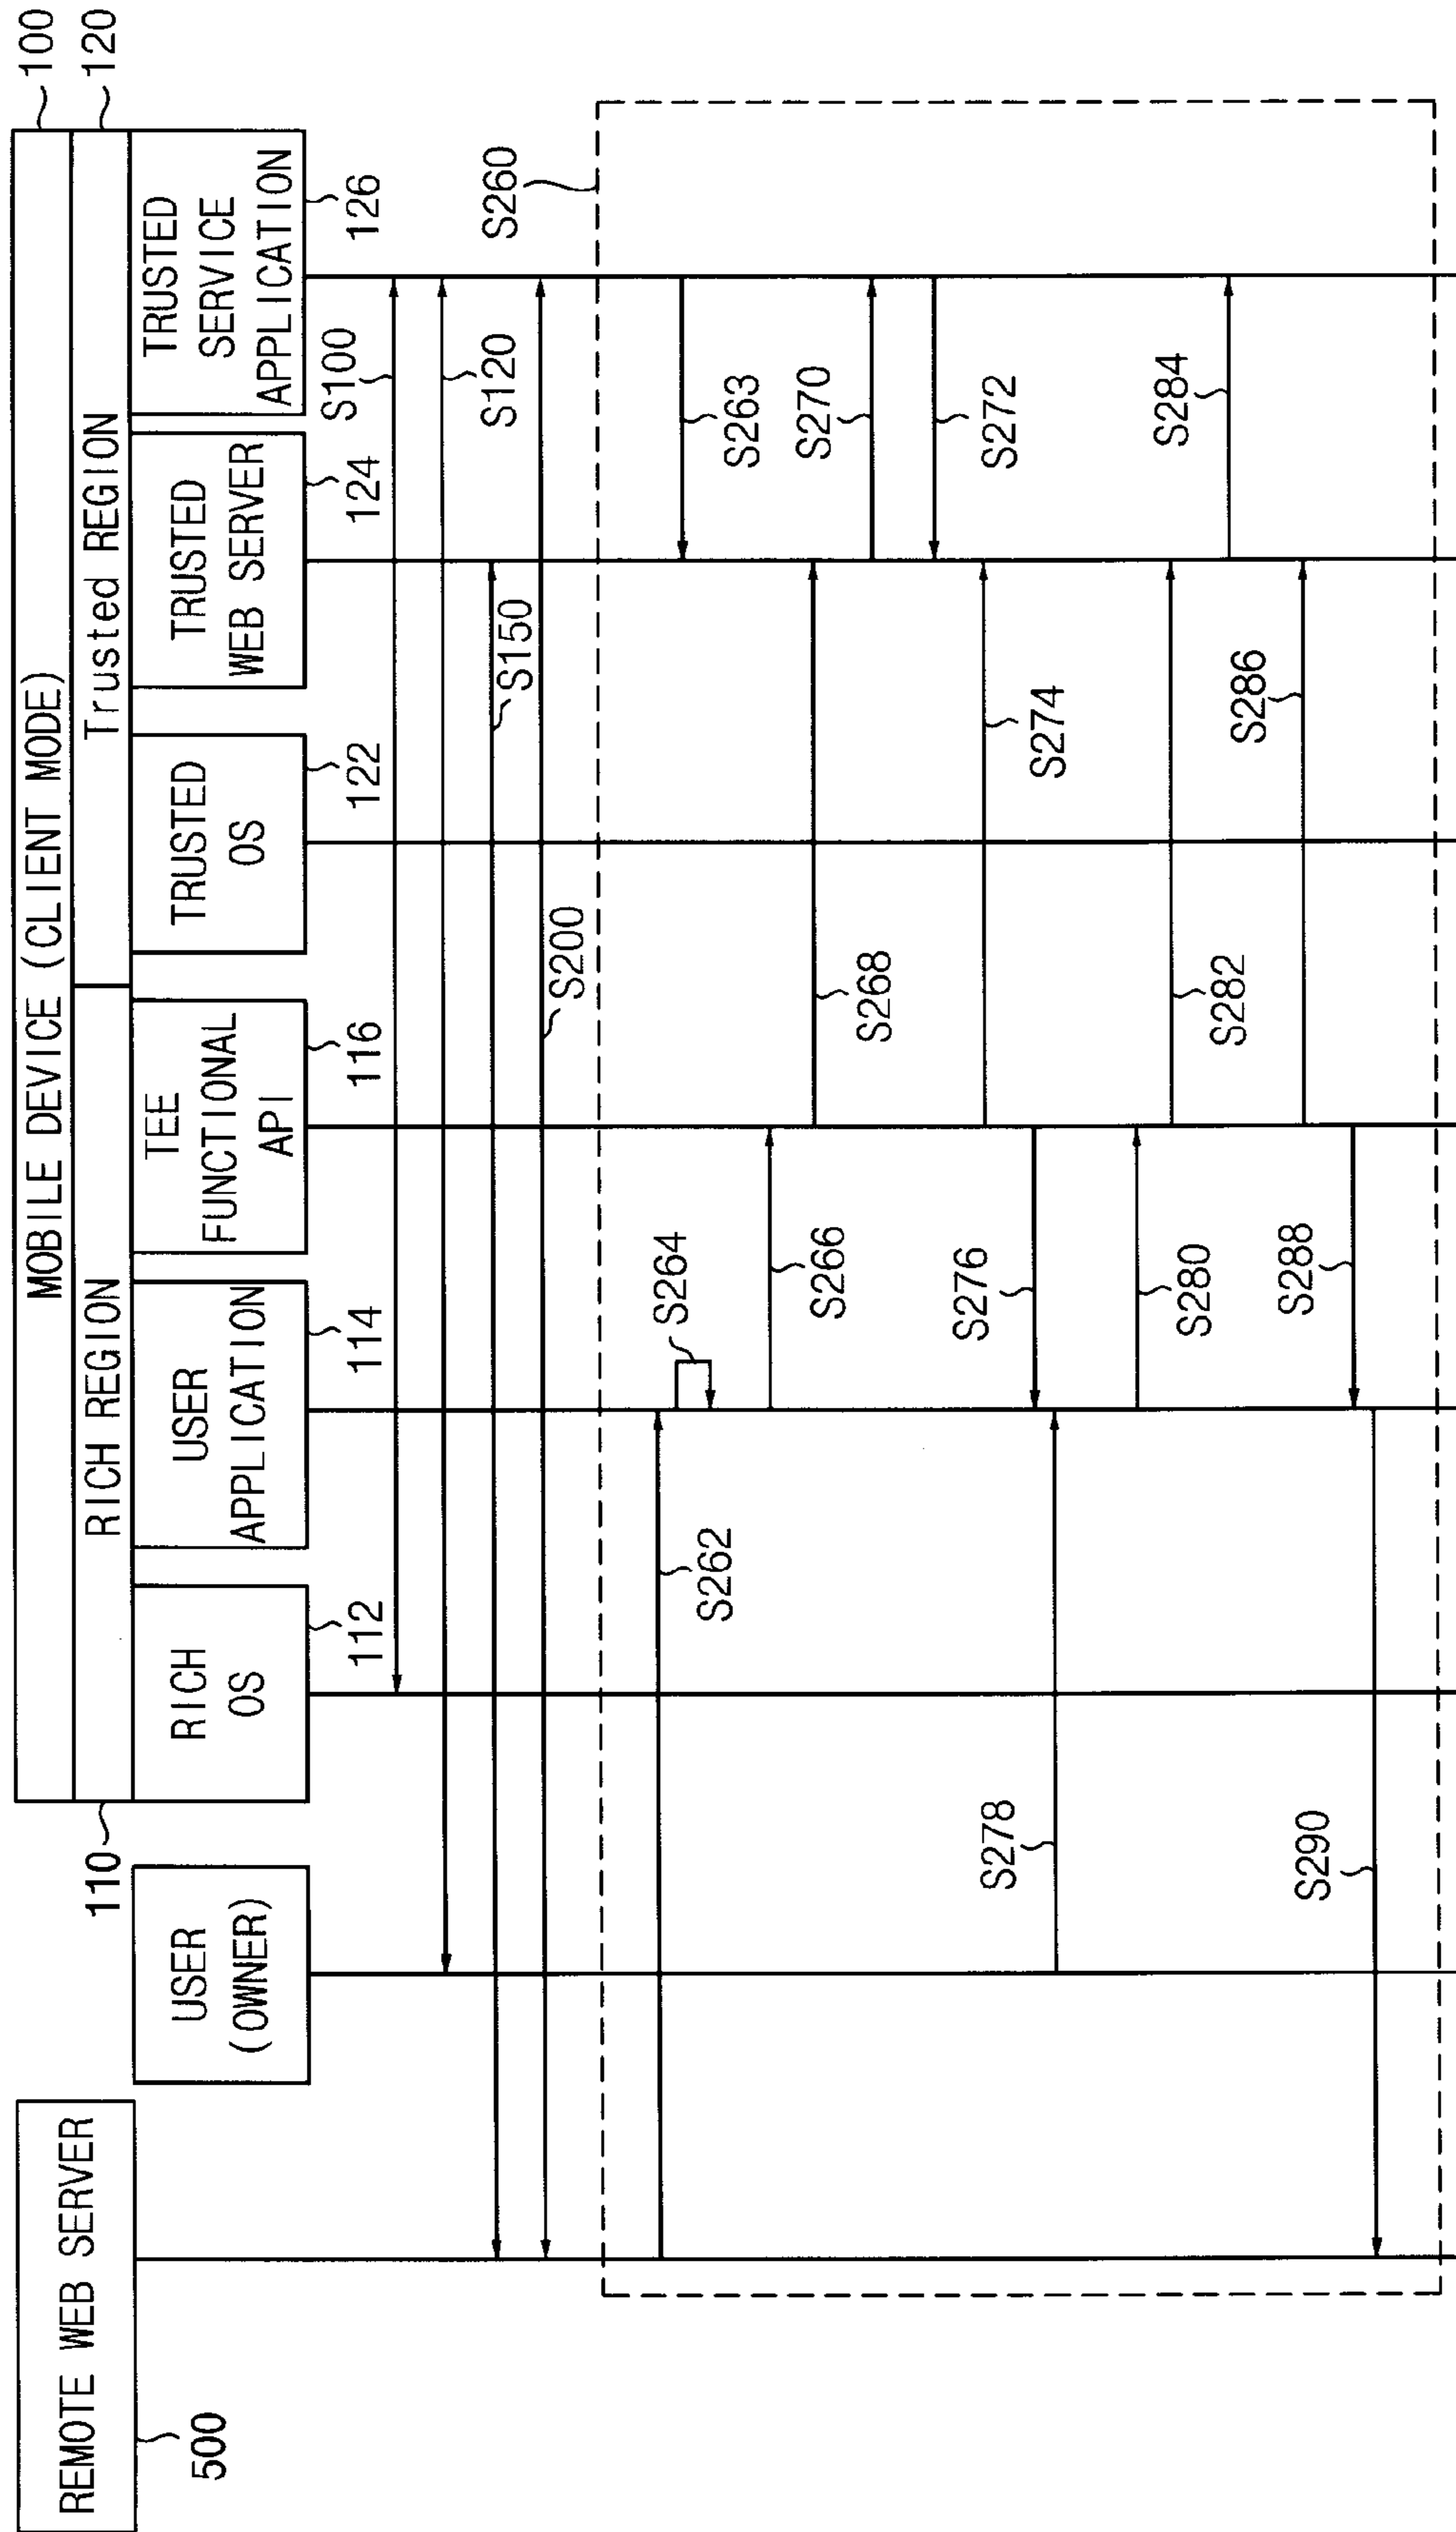 REMOTE WEB SERVER
500
USER
(OWNER)
MOBILE DEVICE (CLIENT MODE)
100
RICH REGION
110
Trusted REGION
120
RICH
OS
112
USER
APPLICATION
114
TEE
FUNCTIONAL
API
116
TRUSTED
OS
122
TRUSTED
WEB SERVER
124
TRUSTED
SERVICE
APPLICATION
126
S100
S120
S150
S200
S260
S262
S263
S264
S266
S268
S270
S272
S274
S276
S278
S280
S282
S284
S286
S288
S290